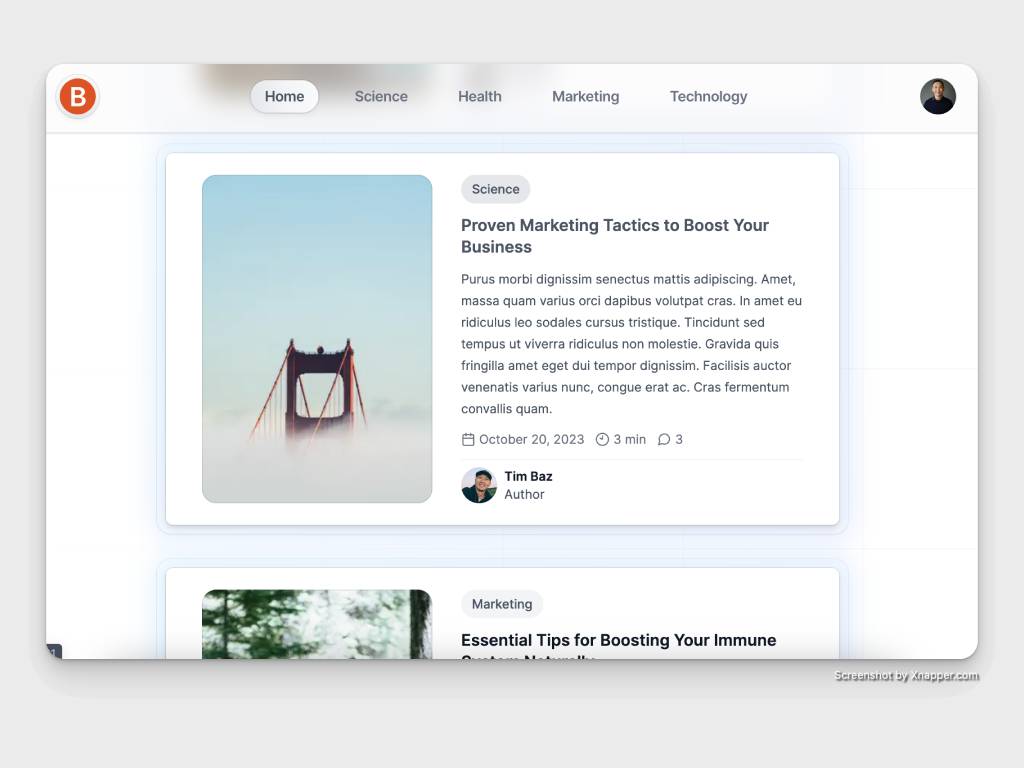 B
Home
Science
Health
Marketing
Technology
Science
Proven Marketing Tactics to Boost Your
Business
Purus morbi dignissim senectus mattis adipiscing. Amet,
massa quam varius orci dapibus volutpat cras. In amet eu
ridiculus leo sodales cursus tristique. Tincidunt sed
tempus ut viverra ridiculus non molestie. Gravida quis
fringilla amet eget dui tempor dignissim. Facilisis auctor
venenatis varius nunc, congue erat ac. Cras fermentum
convallis quam.
October 20, 2023 3 min 3
Tim Baz
Author
Marketing
Essential Tips for Boosting Your Immune
System Naturally
Screenshot by Xnapper.com